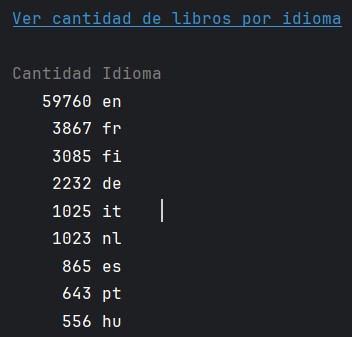 Ver cantidad de libros por idioma
Cantidad Idioma
59760 en
3867 fr
3085 fi
2232 de
1025 it
1023 nl
865 es
643 pt
556 hu